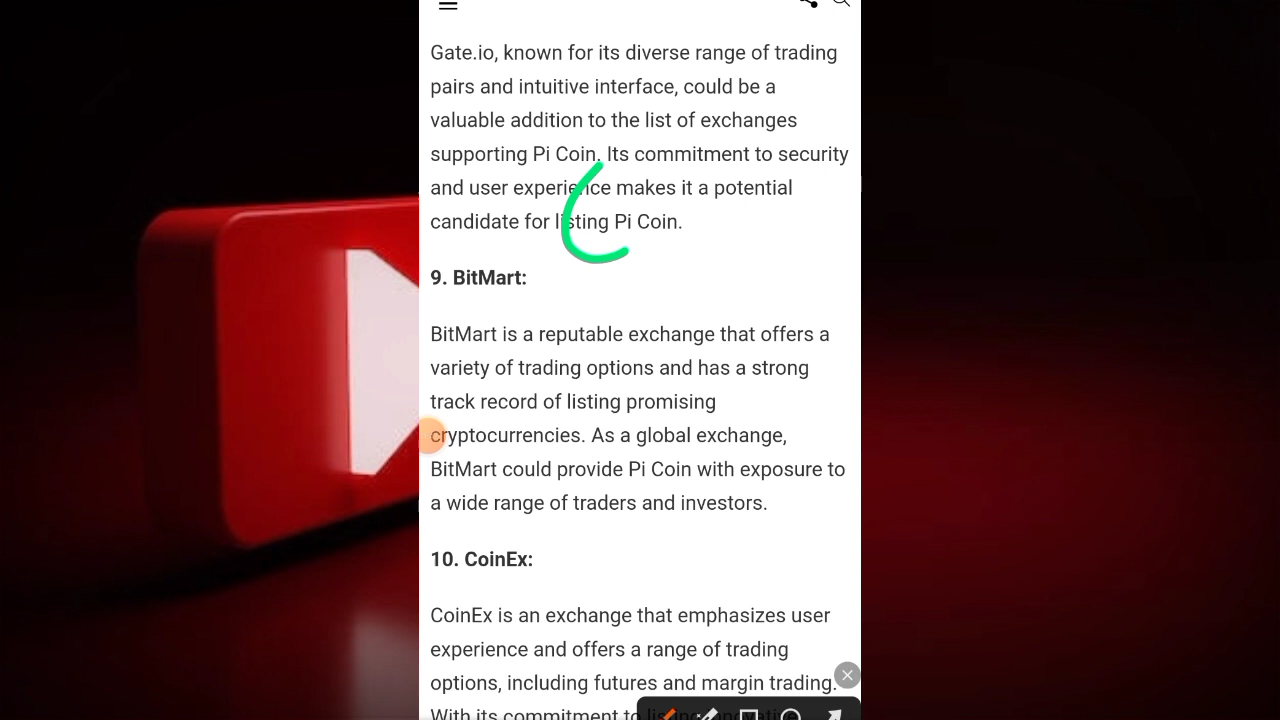 Gate.io, known for its diverse range of trading
pairs and intuitive interface, could be a
valuable addition to the list of exchanges
supporting Pi Coin. Its commitment to security
and user experience makes it a potential
candidate for listing Pi Coin.
9. BitMart:
BitMart is a reputable exchange that offers a
variety of trading options and has a strong
track record of listing promising
cryptocurrencies. As a global exchange,
BitMart could provide Pi Coin with exposure to
a wide range of traders and investors.
10. CoinEx:
CoinEx is an exchange that emphasizes user
experience and offers a range of trading
options, including futures and margin trading.
With its commitment to listing innovative